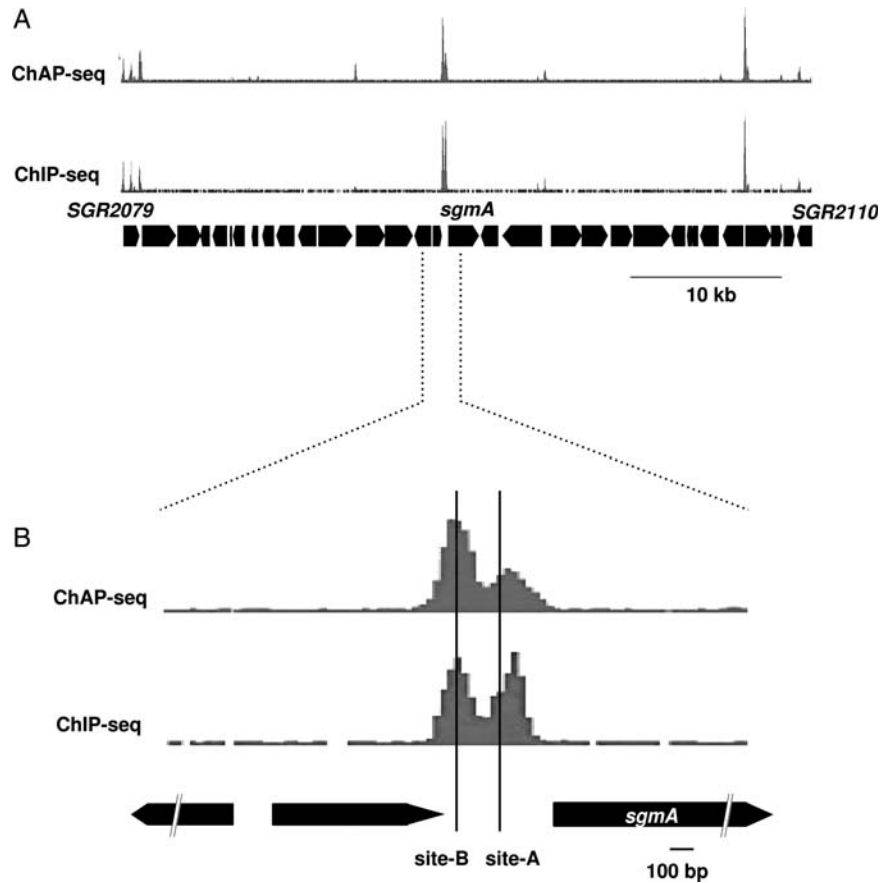 A
ChAP-seq
ChIP-seq
SGR2079 sgmA SGR2110
10 kb
B
ChAP-seq
ChIP-seq
sgmA
site-B site-A
100 bp